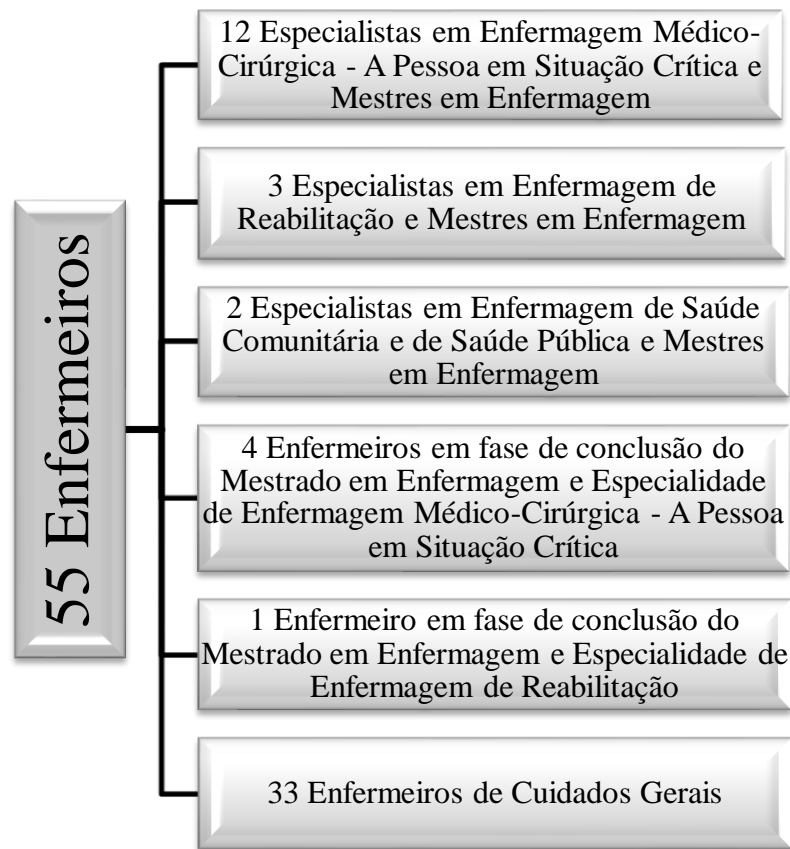 55 Enfermeiros
12 Especialistas em Enfermagem Médico-
Cirúrgica - A Pessoa em Situação Crítica e
Mestres em Enfermagem
3 Especialistas em Enfermagem de
Reabilitação e Mestres em Enfermagem
2 Especialistas em Enfermagem de Saúde
Comunitária e de Saúde Pública e Mestres
em Enfermagem
4 Enfermeiros em fase de conclusão do
Mestrado em Enfermagem e Especialidade
de Enfermagem Médico-Cirúrgica - A Pessoa
em Situação Crítica
1 Enfermeiro em fase de conclusão do
Mestrado em Enfermagem e Especialidade de
Enfermagem de Reabilitação
33 Enfermeiros de Cuidados Gerais